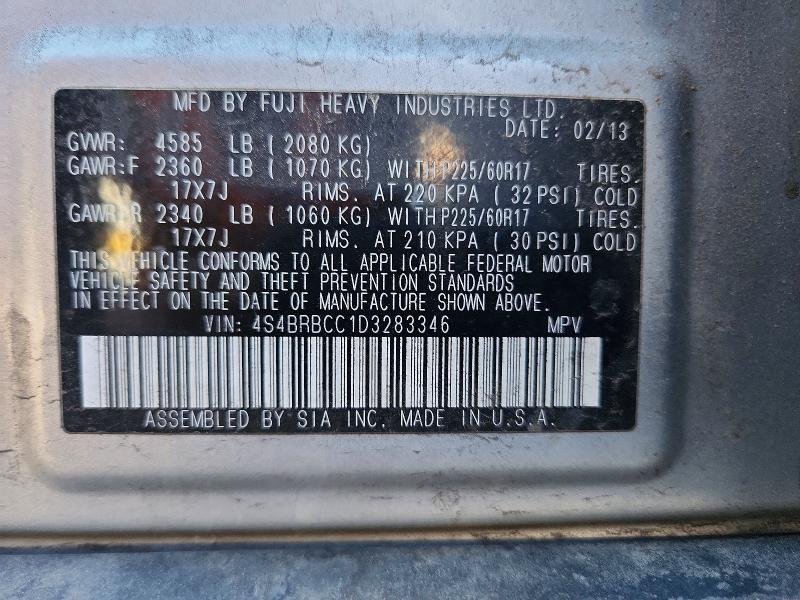 MFD BY FUJI HEAVY INDUSTRIES LTD.
DATE: 02/13
GVWR: 4585 LB ( 2080 KG)
GAWR:F 2360 LB ( 1070 KG) WITH P225/60R17 TIRES.
17X7J RIMS. AT 220 KPA ( 32 PSI) COLD
GAWR:R 2340 LB ( 1060 KG) WITH P225/60R17 TIRES.
17X7J RIMS. AT 210 KPA ( 30 PSI) COLD
THIS VEHICLE CONFORMS TO ALL APPLICABLE FEDERAL MOTOR
VEHICLE SAFETY AND THEFT PREVENTION STANDARDS
IN EFFECT ON THE DATE OF MANUFACTURE SHOWN ABOVE.
VIN: 4S4BRBCC1D3283346 MPV
ASSEMBLED BY SIA INC. MADE IN U.S.A.